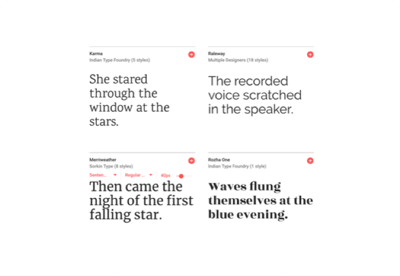 Karma
Indian Type Foundry (5 styles)
She stared
through the
window at the
stars.
Raleway
Multiple Designers (18 styles)
The recorded
voice scratched
in the speaker.
Merriweather
Sorkin Type (8 styles)
Senten... Regular ... 40px
Then came the
night of the first
falling star.
Rozha One
Indian Type Foundry (1 style)
Waves flung
themselves at the
blue evening.